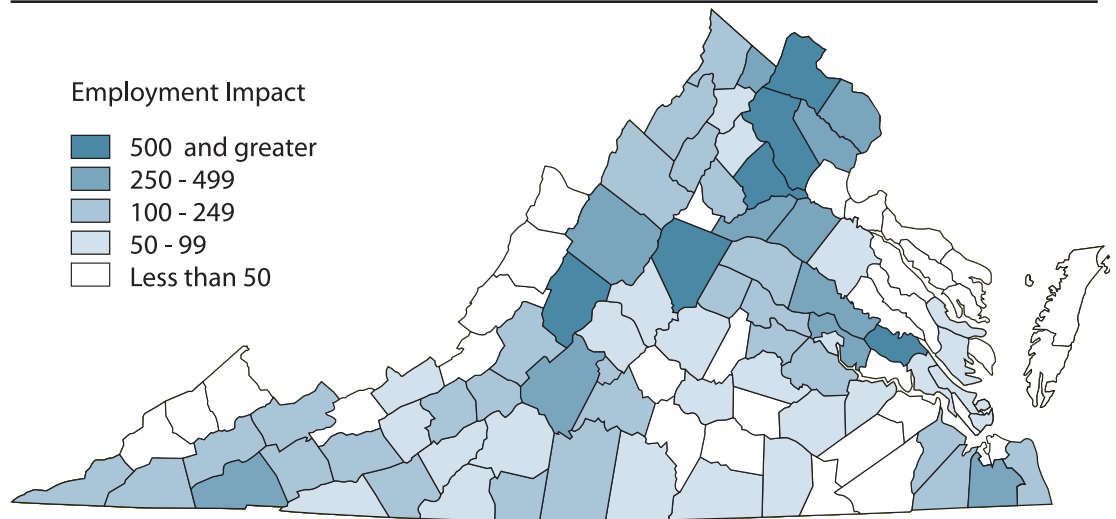 Employment Impact
500 and greater
250 - 499
100 - 249
50 - 99
Less than 50